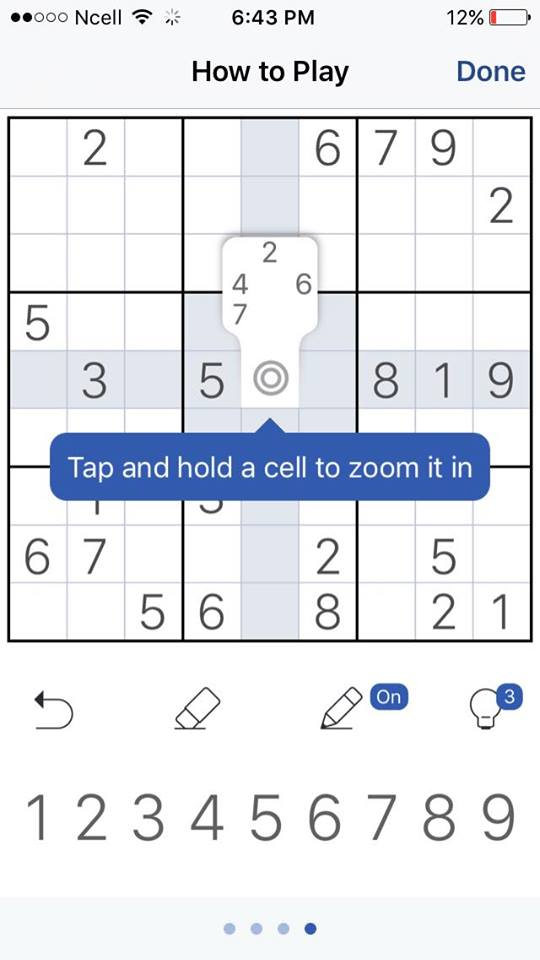 Ncell 6:43 PM 12%
How to Play Done
2 6 7 9
2
2
4 6
7
5
3 5 8 1 9
Tap and hold a cell to zoom it in
6 7 2 5
5 6 8 2 1
On 3
1 2 3 4 5 6 7 8 9